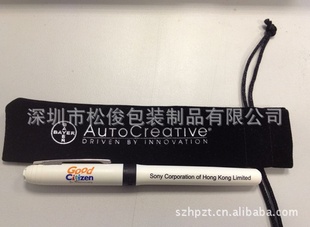 深圳市松俊包装制品有限公司
BAYER
AutoCreative®
DRIVEN BY INNOVATION
Good
Citizen
Sony Corporation of Hong Kong Limited
szhpzt.cn.alibaba.com